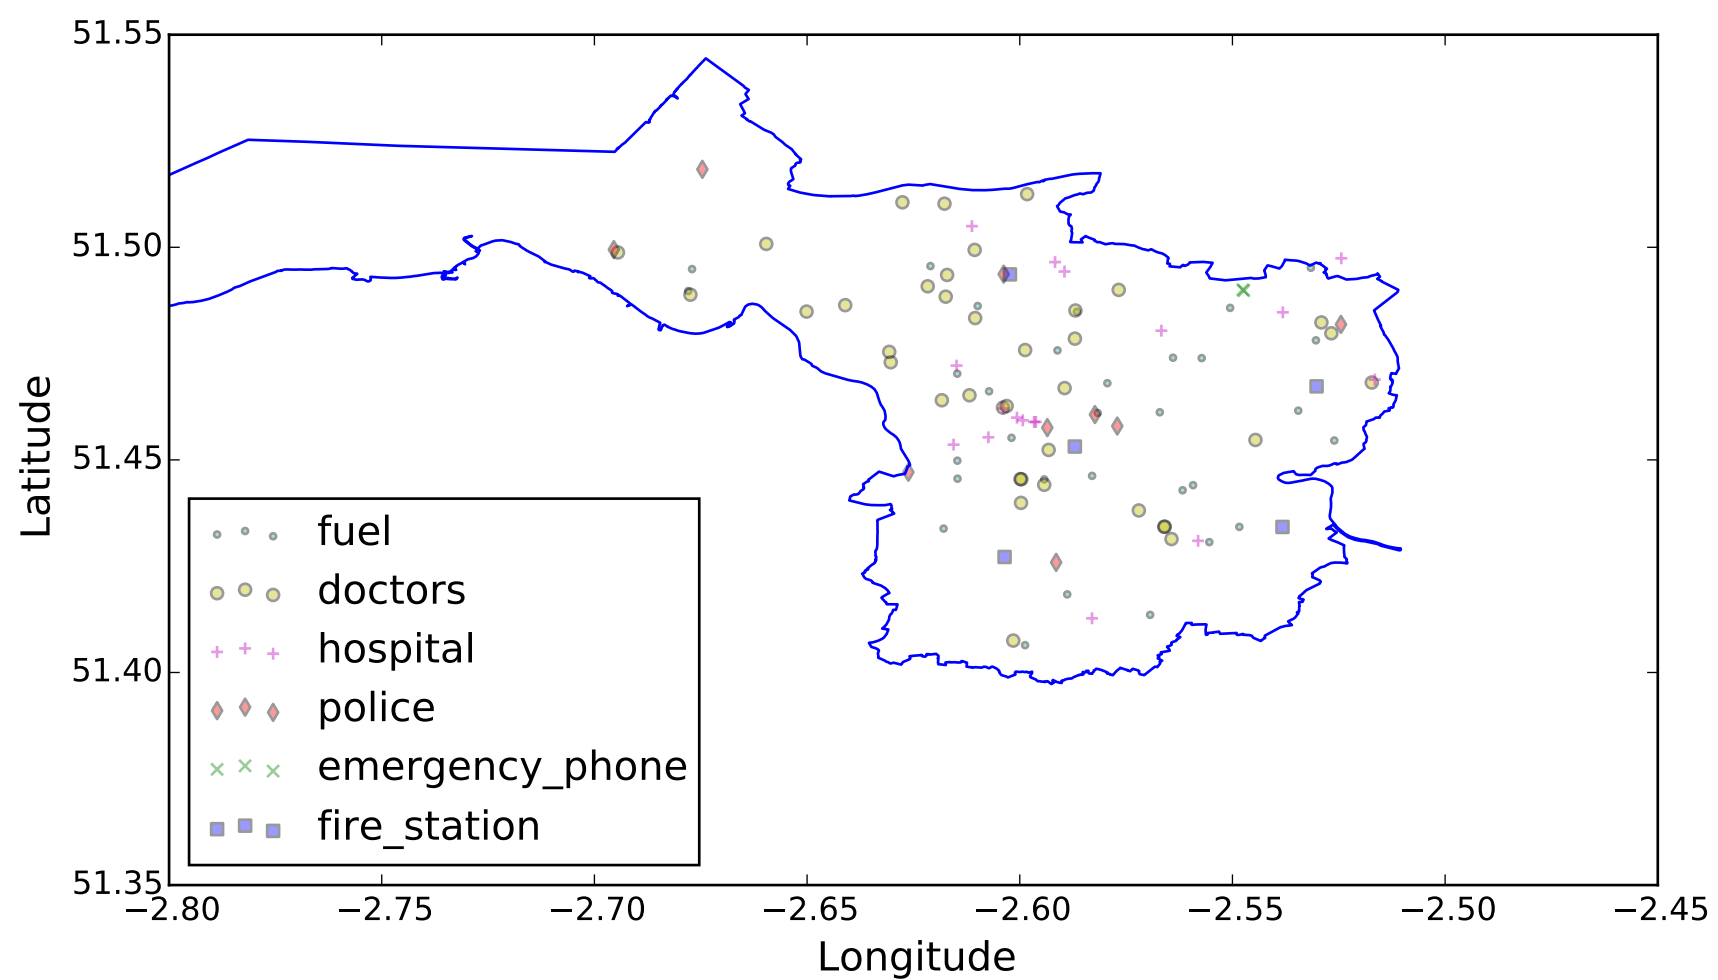 51.55
51.50
51.45
51.40
51.35
Latitude
fuel
doctors
hospital
police
emergency_phone
fire_station
−2.80 −2.75 −2.70 −2.65 −2.60 −2.55 −2.50 −2.45
Longitude